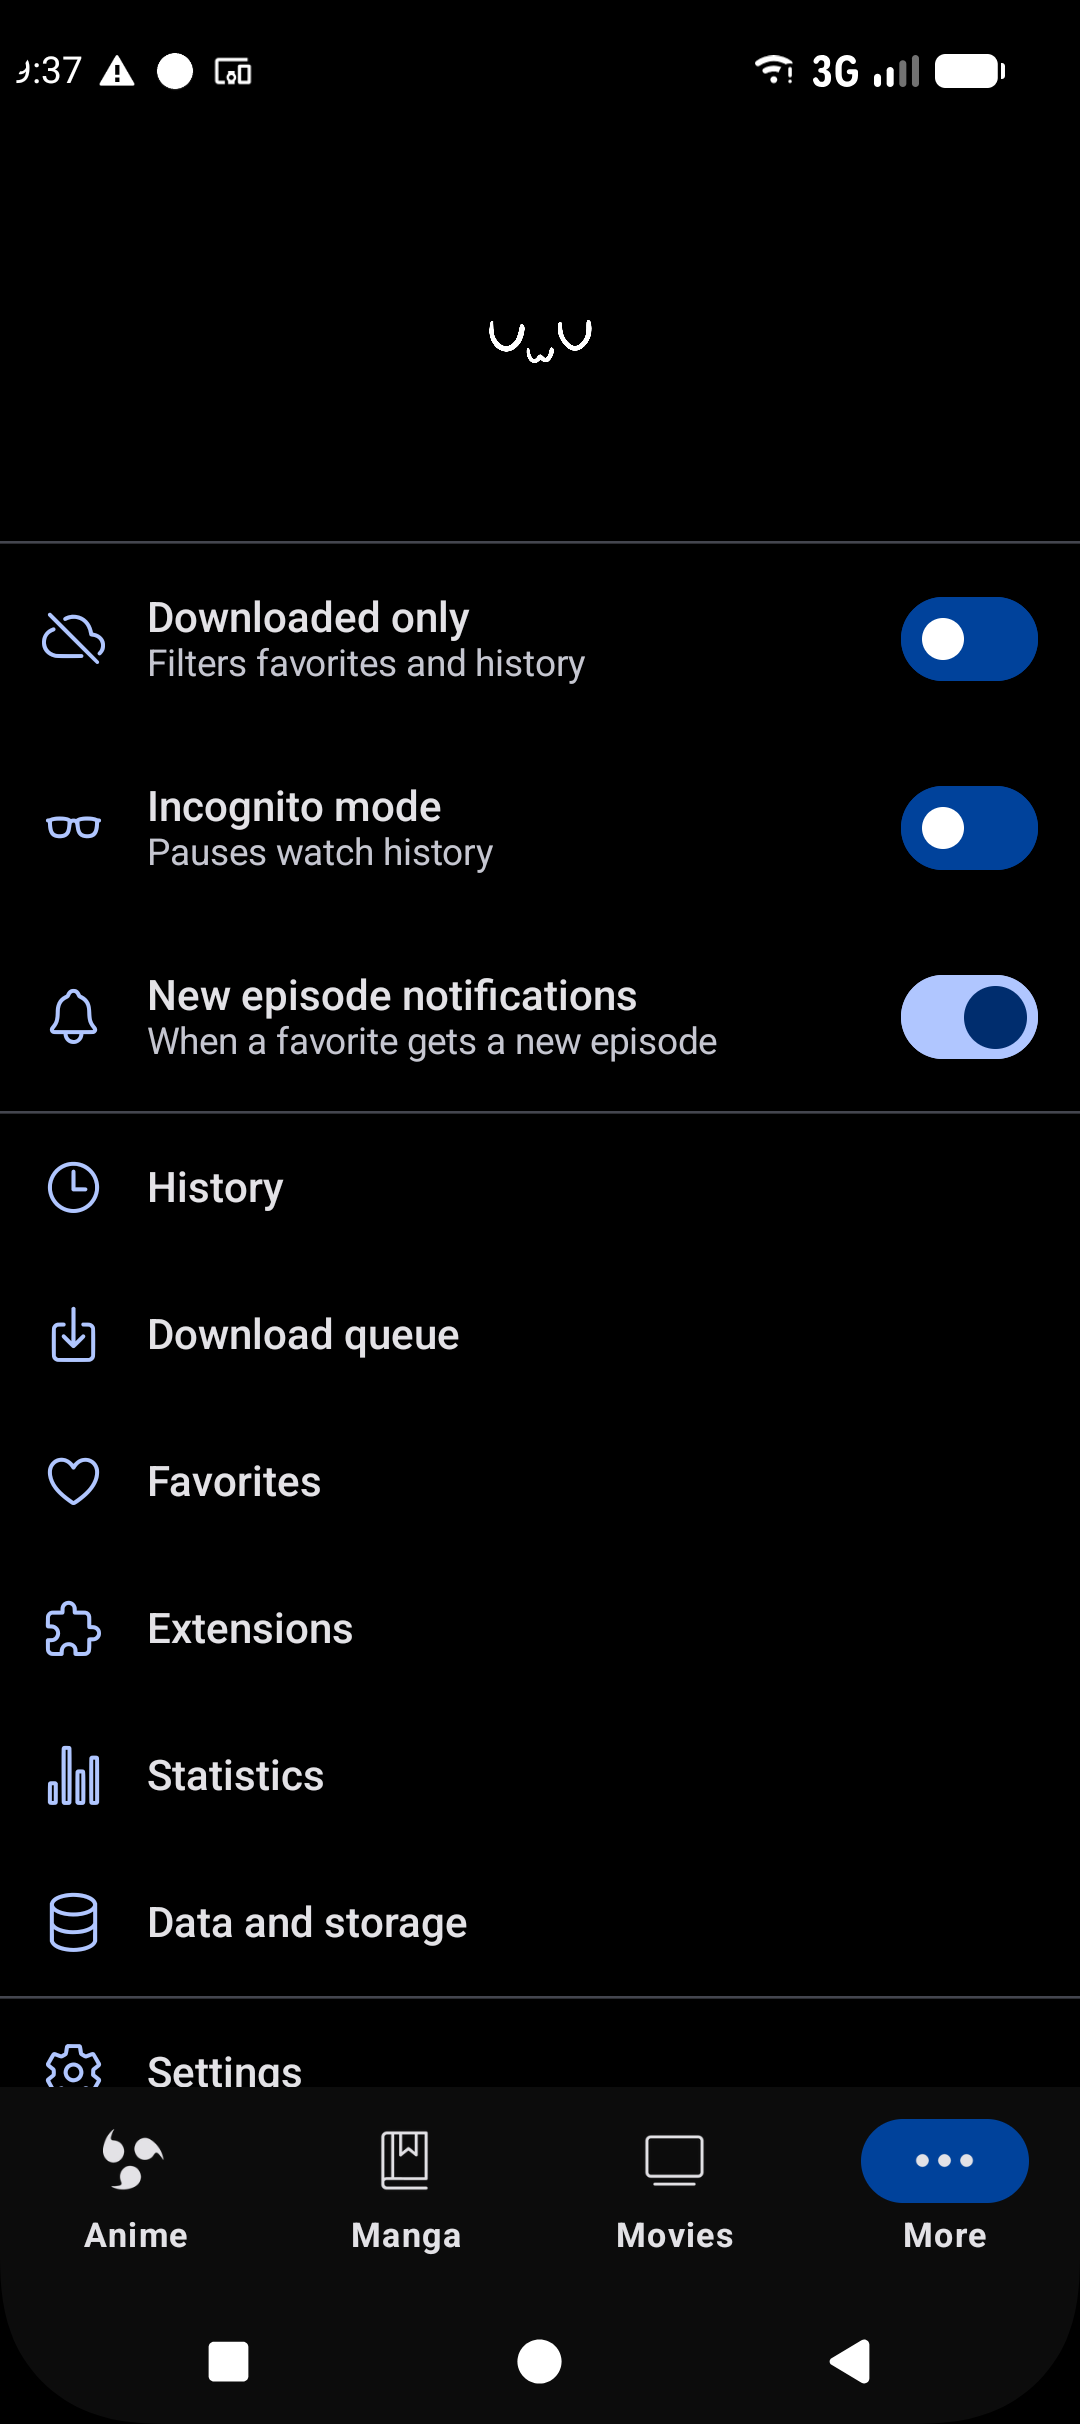 :37
3G
Downloaded only
Filters favorites and history
Incognito mode
Pauses watch history
New episode notifications
When a favorite gets a new episode
History
Download queue
Favorites
Extensions
Statistics
Data and storage
Settings
Anime
Manga
Movies
More